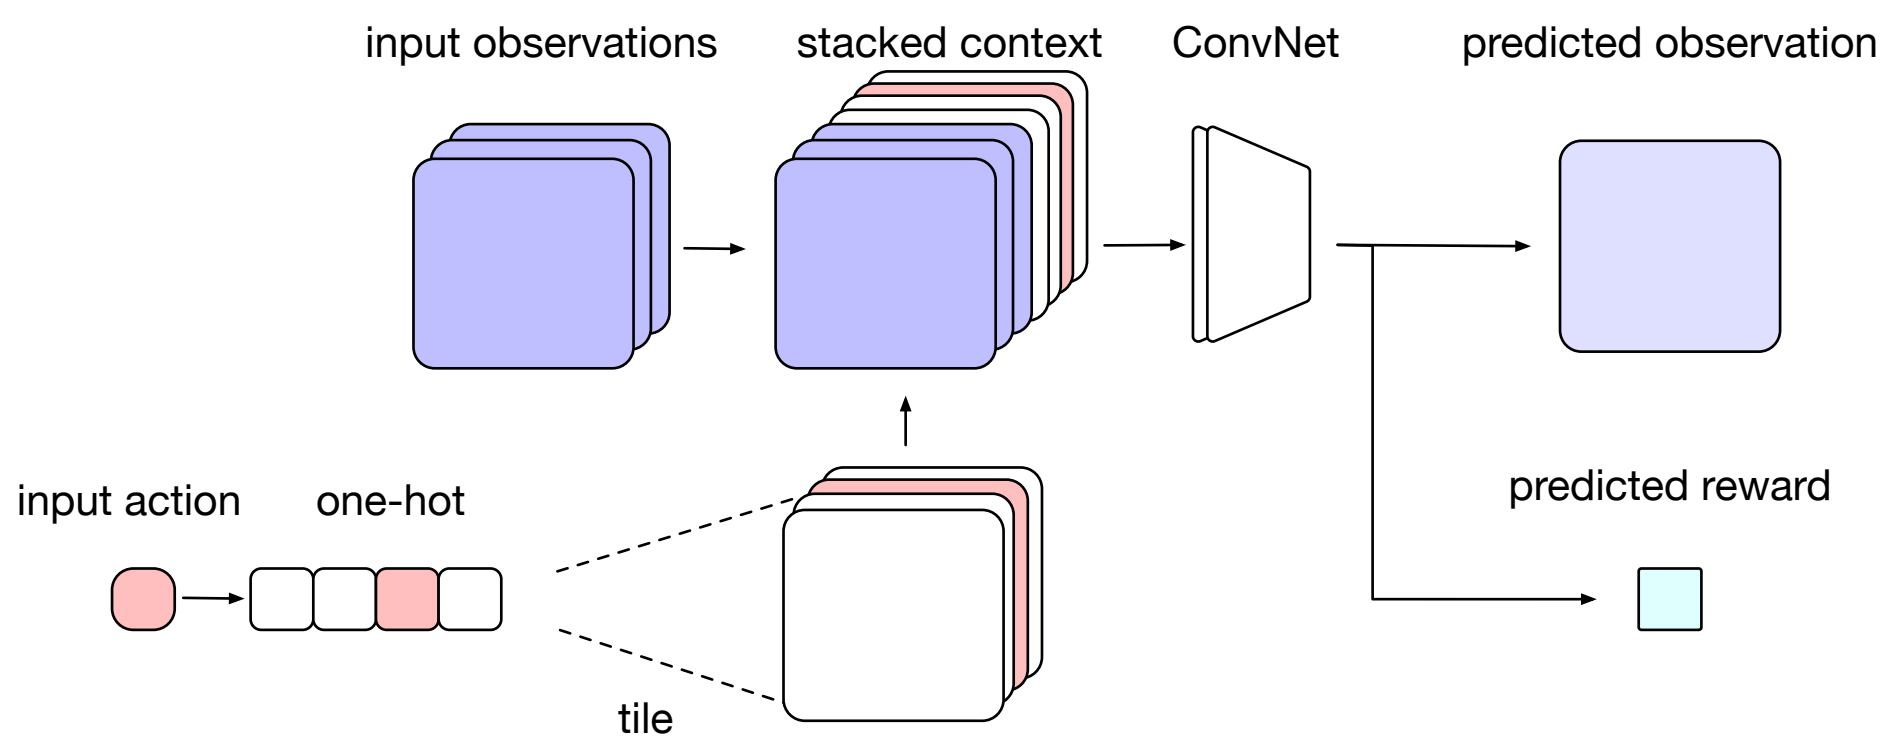 input observations
stacked context
ConvNet
predicted observation
input action
one-hot
predicted reward
tile